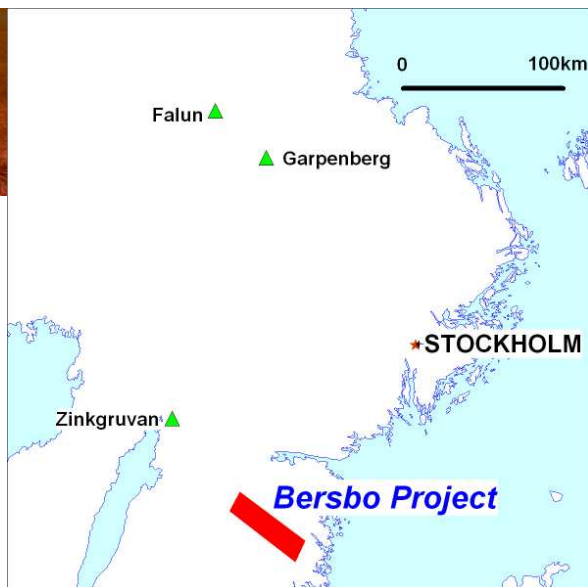 0 100km
Falun
Garpenberg
STOCKHOLM
Zinkgruvan
Bersbo Project